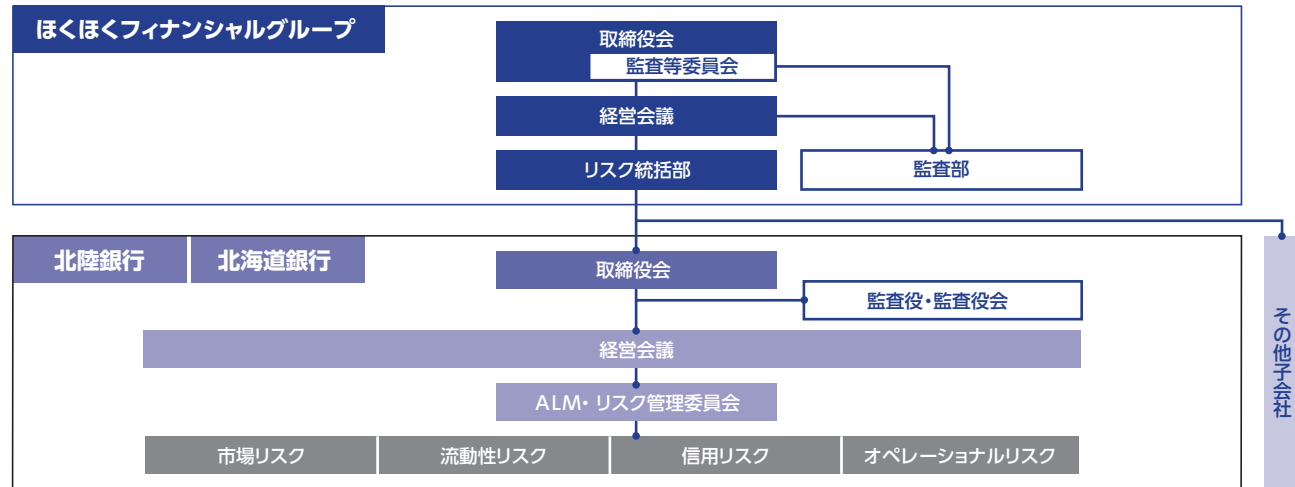 ほくほくフィナンシャルグループ
取締役会
監査等委員会
経営会議
リスク統括部
監査部
北陸銀行
北海道銀行
取締役会
監査役・監査役会
経営会議
ALM・リスク管理委員会
市場リスク
流動性リスク
信用リスク
オペレーショナルリスク
その他子会社